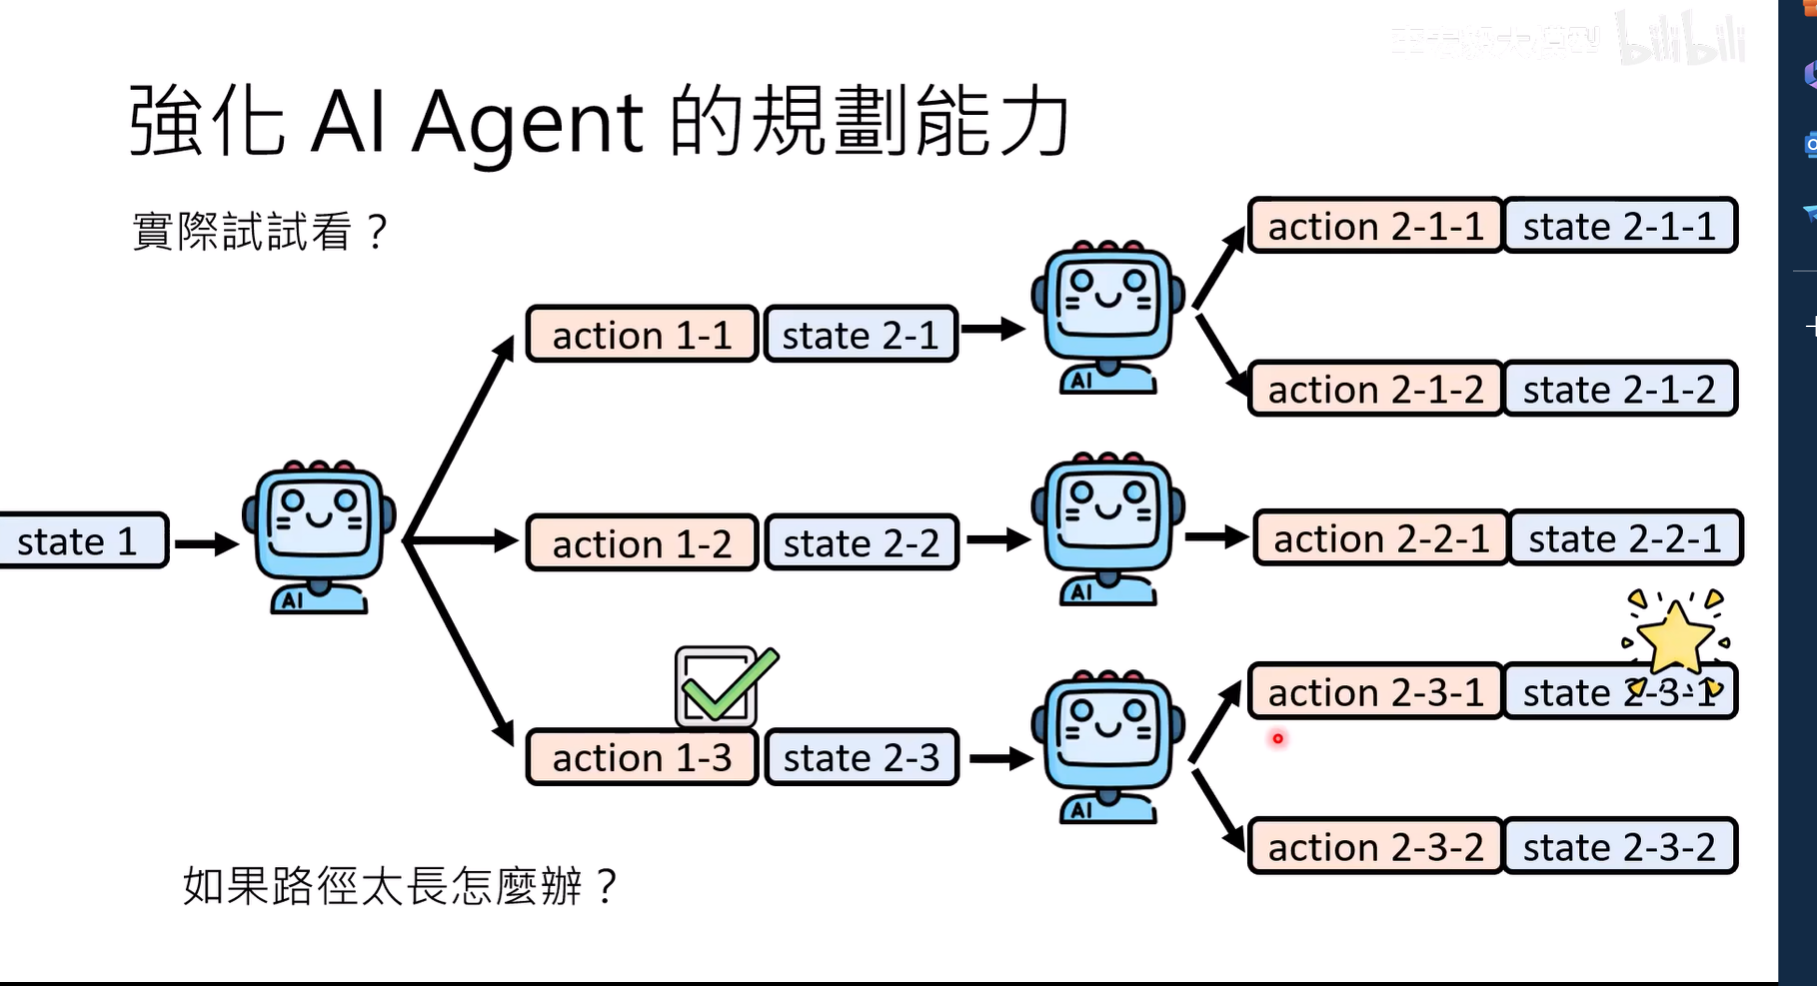 強化 AI Agent 的規劃能力
實際試試看？
action 2-1-1 state 2-1-1
action 1-1 state 2-1
AI
action 2-1-2 state 2-1-2
state 1
AI
action 1-2 state 2-2
AI
action 2-2-1 state 2-2-1
action 1-3 state 2-3
AI
action 2-3-1 state 2-3-1
action 2-3-2 state 2-3-2
如果路徑太長怎麼辦？
bilibili